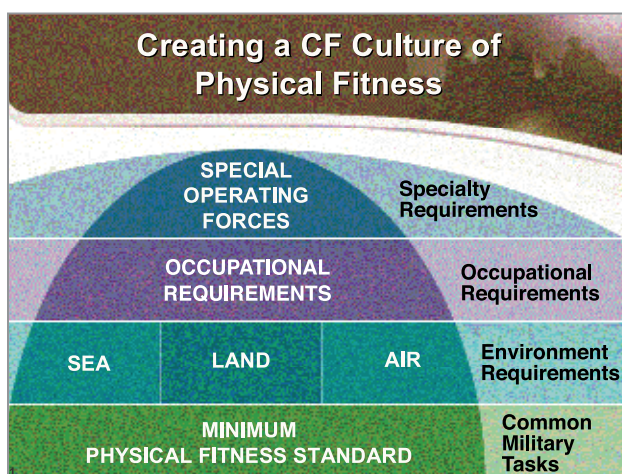 Creating a CF Culture of
Physical Fitness
SPECIAL
OPERATING
FORCES
Specialty
Requirements
OCCUPATIONAL
REQUIREMENTS
Occupational
Requirements
SEA
LAND
AIR
Environment
Requirements
MINIMUM
PHYSICAL FITNESS STANDARD
Common
Military
Tasks